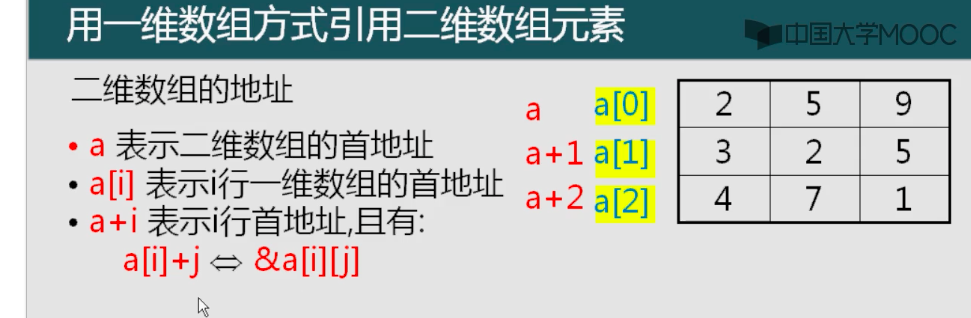 用一维数组方式引用二维数组元素
中国大学MOOC
二维数组的地址
• a 表示二维数组的首地址
• a[i] 表示i行一维数组的首地址
• a+i 表示i行首地址,且有:
a[i]+j ⇔ &a[i][j]
a a[0] 2 5 9
a+1 a[1] 3 2 5
a+2 a[2] 4 7 1